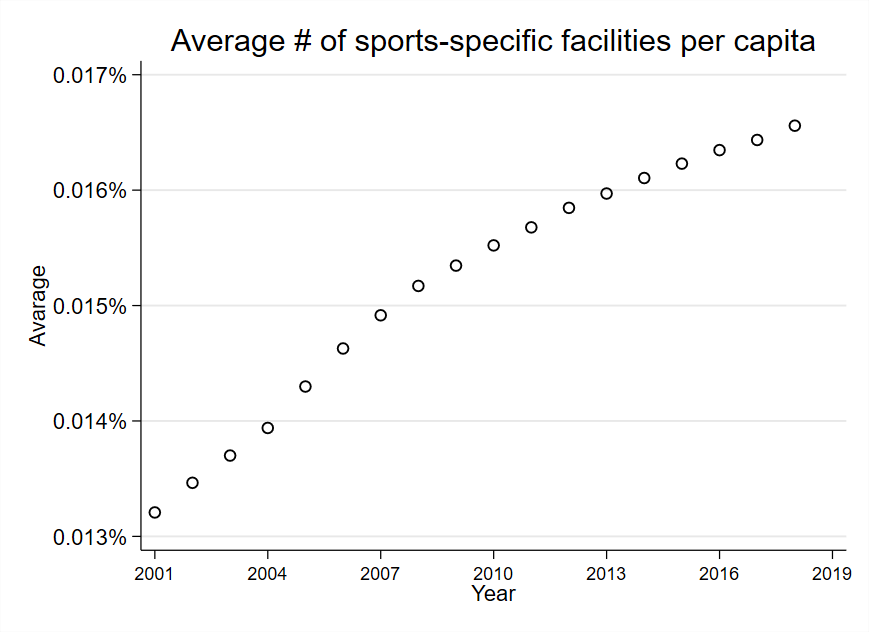 Average # of sports-specific facilities per capita
0.017%
0.016%
0.015%
0.014%
0.013%
Avarage
2001 2004 2007 2010 2013 2016 2019
Year